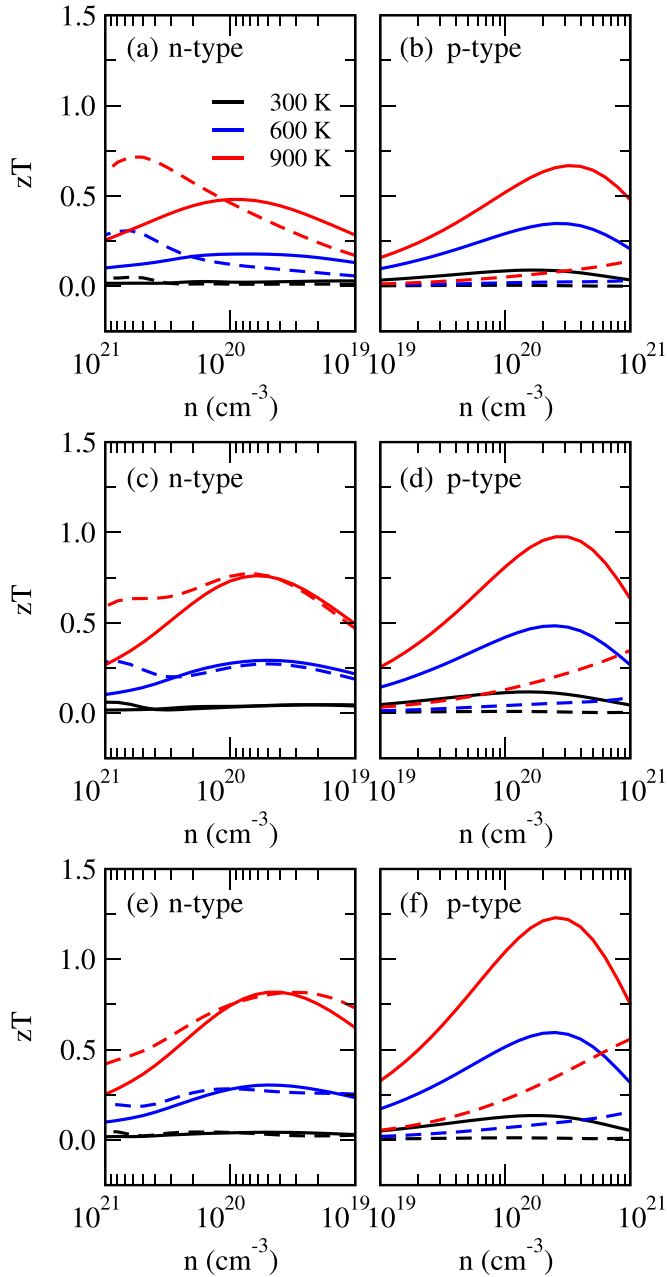 1.5
(a) n-type
(b) p-type
300 K
600 K
900 K
1.0
zT
0.5
0.0
10^21 10^20 10^19 10^19 10^20 10^21
n (cm^-3) n (cm^-3)
1.5
(c) n-type
(d) p-type
1.0
zT
0.5
0.0
10^21 10^20 10^19 10^19 10^20 10^21
n (cm^-3) n (cm^-3)
1.5
(e) n-type
(f) p-type
1.0
zT
0.5
0.0
10^21 10^20 10^19 10^19 10^20 10^21
n (cm^-3) n (cm^-3)